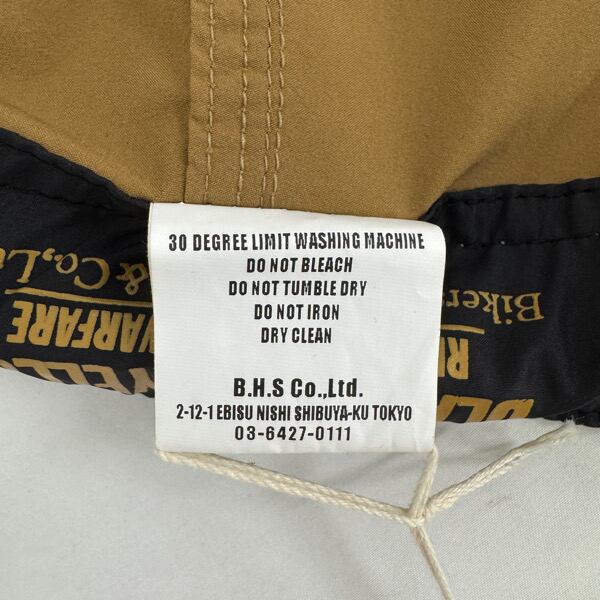 30 DEGREE LIMIT WASHING MACHINE
DO NOT BLEACH
DO NOT TUMBLE DRY
DO NOT IRON
DRY CLEAN
B.H.S Co.,Ltd.
2-12-1 EBISU NISHI SHIBUYA-KU TOKYO
03-6427-0111
& Co.,
WARFARE